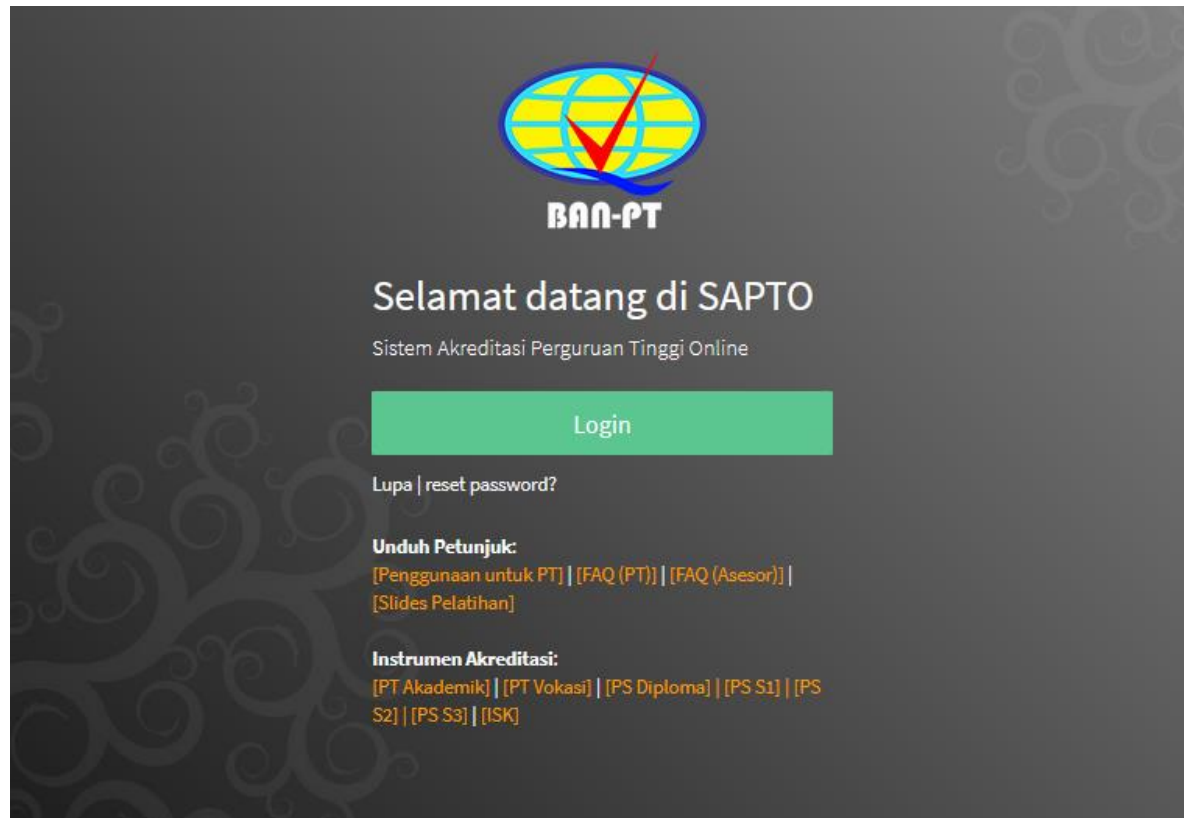 BAN-PT
Selamat datang di SAPTO
Sistem Akreditasi Perguruan Tinggi Online
Login
Lupa | reset password?
Unduh Petunjuk:
[Penggunaan untuk PT] | [FAQ (PT)] | [FAQ (Asesor)] |
[Slides Pelatihan]
Instrumen Akreditasi:
[PT Akademik] | [PT Vokasi] | [PS Diploma] | [PS S1] | [PS
S2] | [PS S3] | [ISK]